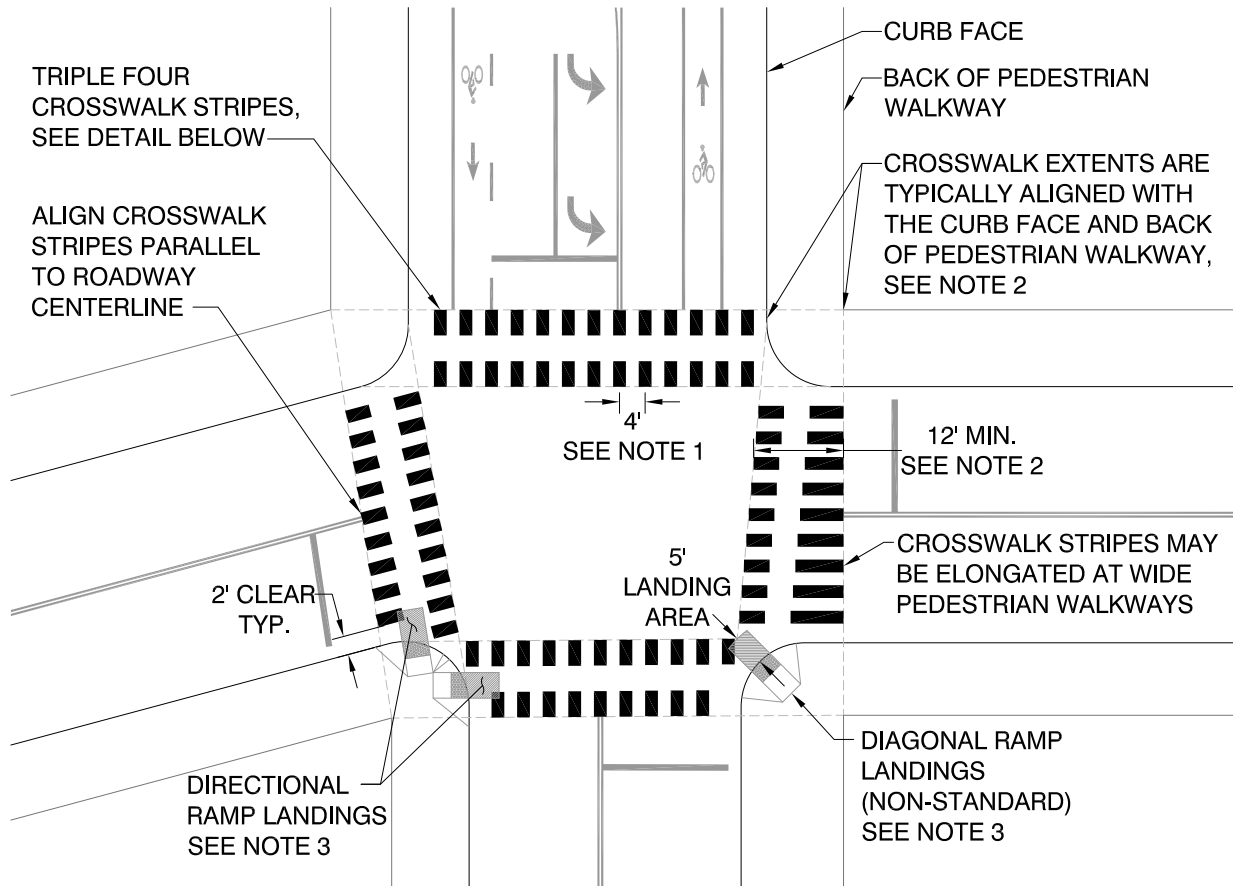 TRIPLE FOUR
CROSSWALK STRIPES,
SEE DETAIL BELOW
ALIGN CROSSWALK
STRIPES PARALLEL
TO ROADWAY
CENTERLINE
CURB FACE
BACK OF PEDESTRIAN
WALKWAY
CROSSWALK EXTENTS ARE
TYPICALLY ALIGNED WITH
THE CURB FACE AND BACK
OF PEDESTRIAN WALKWAY,
SEE NOTE 2
4'
SEE NOTE 1
12' MIN.
SEE NOTE 2
CROSSWALK STRIPES MAY
BE ELONGATED AT WIDE
PEDESTRIAN WALKWAYS
5'
LANDING
AREA
2' CLEAR
TYP.
DIRECTIONAL
RAMP LANDINGS
SEE NOTE 3
DIAGONAL RAMP
LANDINGS
(NON-STANDARD)
SEE NOTE 3